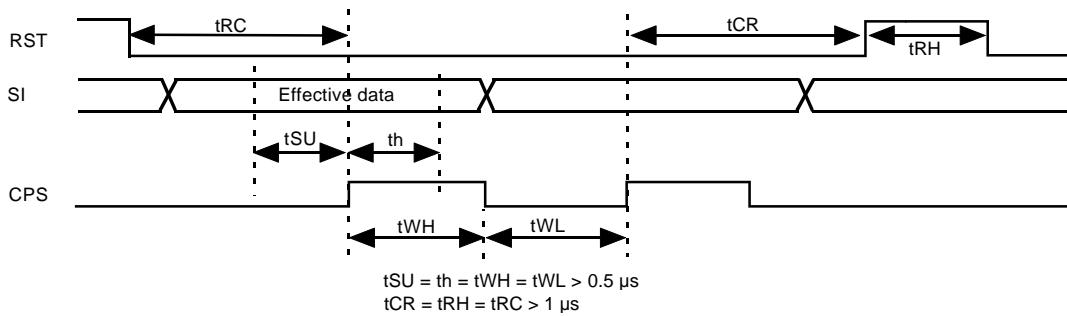 tRC
tCR
RST
tRH
SI
Effective data
tSU
th
CPS
tWH
tWL
tSU = th = tWH = tWL > 0.5 µs
tCR = tRH = tRC > 1 µs